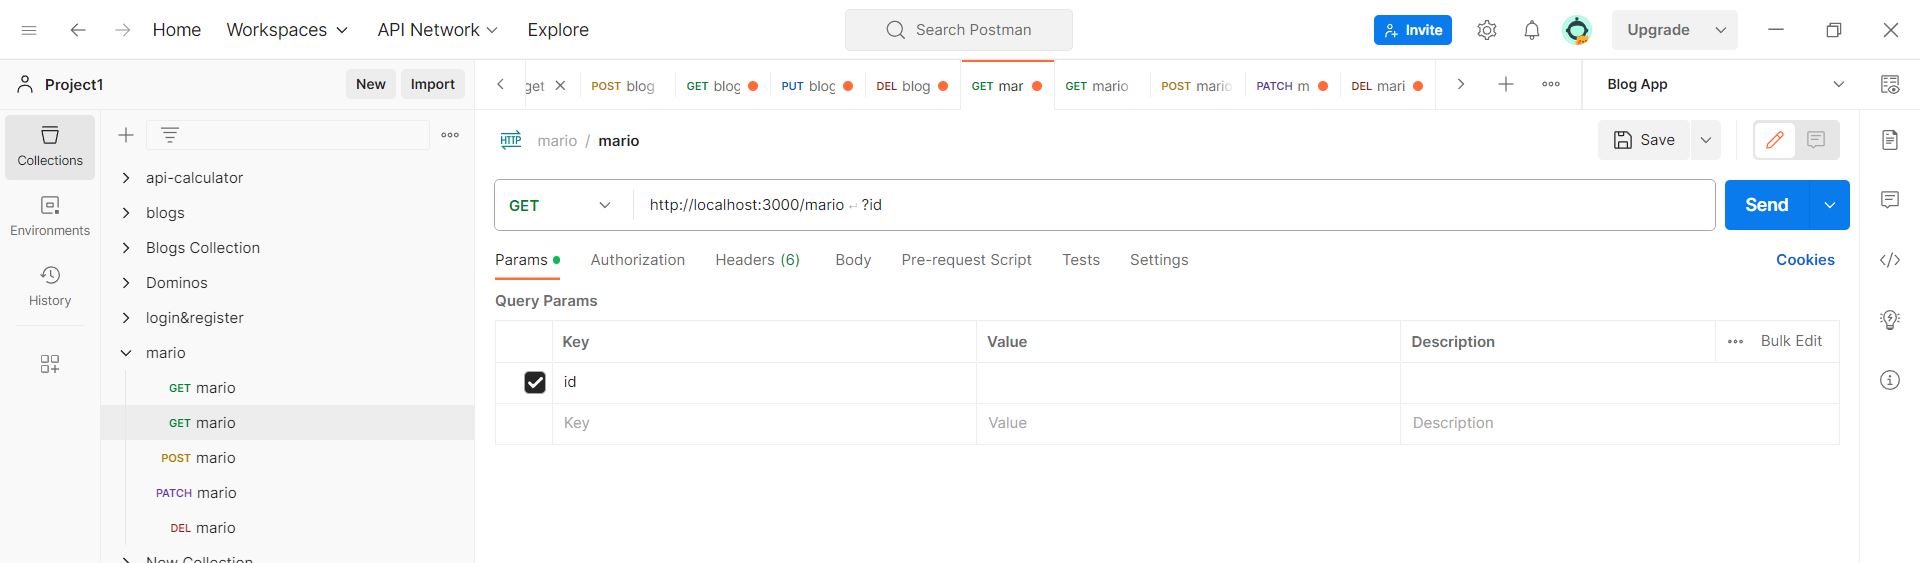 Home Workspaces API Network Explore Search Postman Invite Upgrade
Project1 New Import
get POST blog GET blog PUT blog DEL blog GET mar GET mario POST mario PATCH m DEL mari Blog App
Collections
Environments
History
api-calculator
blogs
Blogs Collection
Dominos
login&register
mario
GET mario
GET mario
POST mario
PATCH mario
DEL mario
New Collection
HTTP mario / mario Save
GET http://localhost:3000/mario ↵ ?id Send
Params Authorization Headers (6) Body Pre-request Script Tests Settings Cookies
Query Params
Key Value Description Bulk Edit
id
Key Value Description